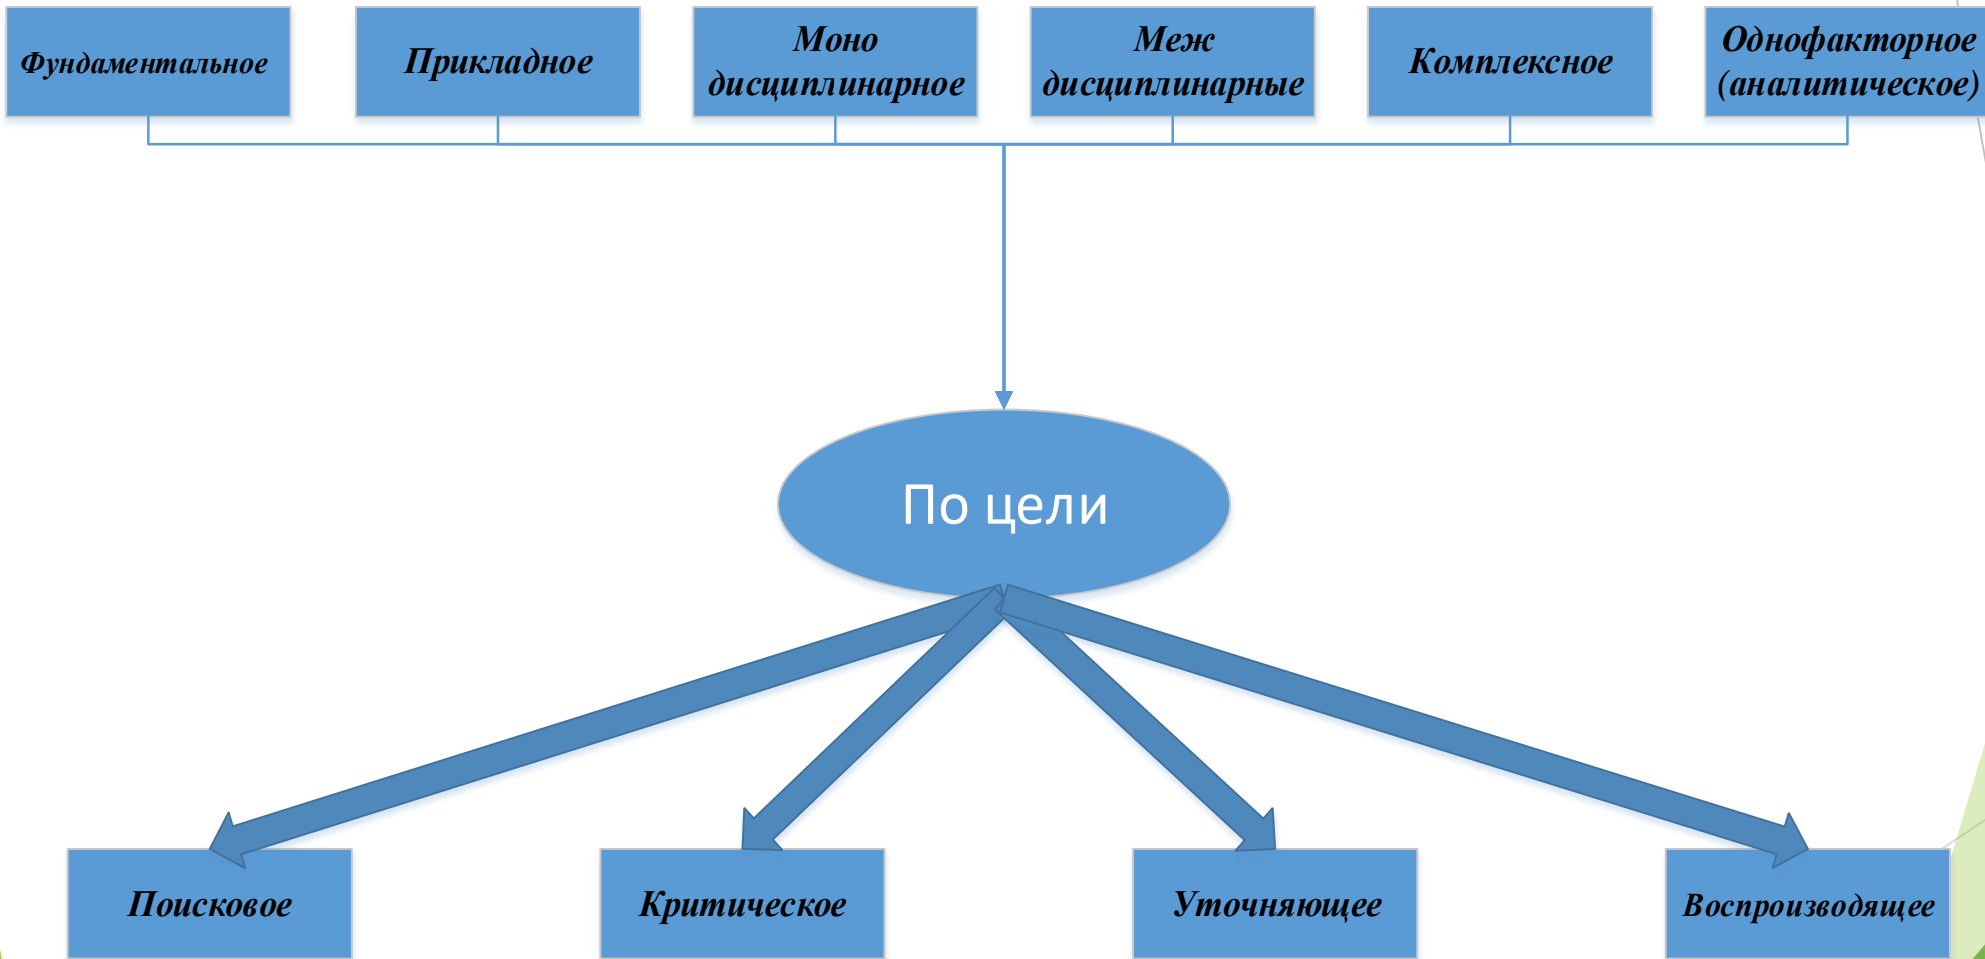 Фундаментальное
Прикладное
Моно
дисциплинарное
Меж
дисциплинарные
Комплексное
Однофакторное
(аналитическое)
По цели
Поисковое
Критическое
Уточняющее
Воспроизводящее